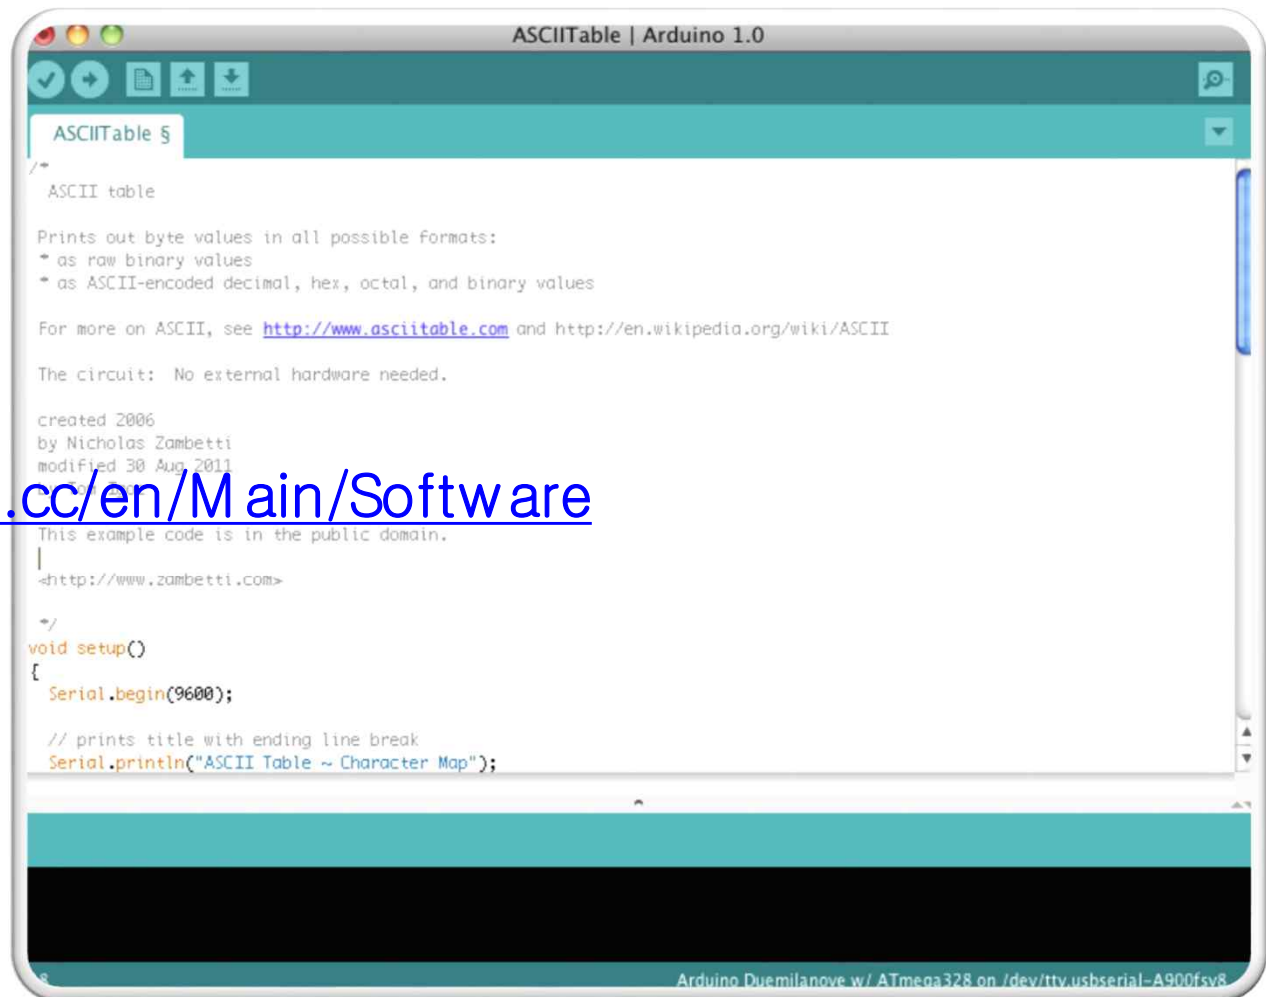 ASCIITable | Arduino 1.0
ASCIITable §
/*
ASCII table
Prints out byte values in all possible formats:
* as raw binary values
* as ASCII-encoded decimal, hex, octal, and binary values
For more on ASCII, see http://www.asciitable.com and http://en.wikipedia.org/wiki/ASCII
The circuit: No external hardware needed.
created 2006
by Nicholas Zambetti
modified 30 Aug 2011
by Tom
.cc/en/Main/Software
This example code is in the public domain.
<http://www.zambetti.com>
*/
void setup()
{
Serial.begin(9600);
// prints title with ending line break
Serial.println("ASCII Table ~ Character Map");
Arduino Duemilanove w/ ATmega328 on /dev/tty.usbserial-A900fsv8